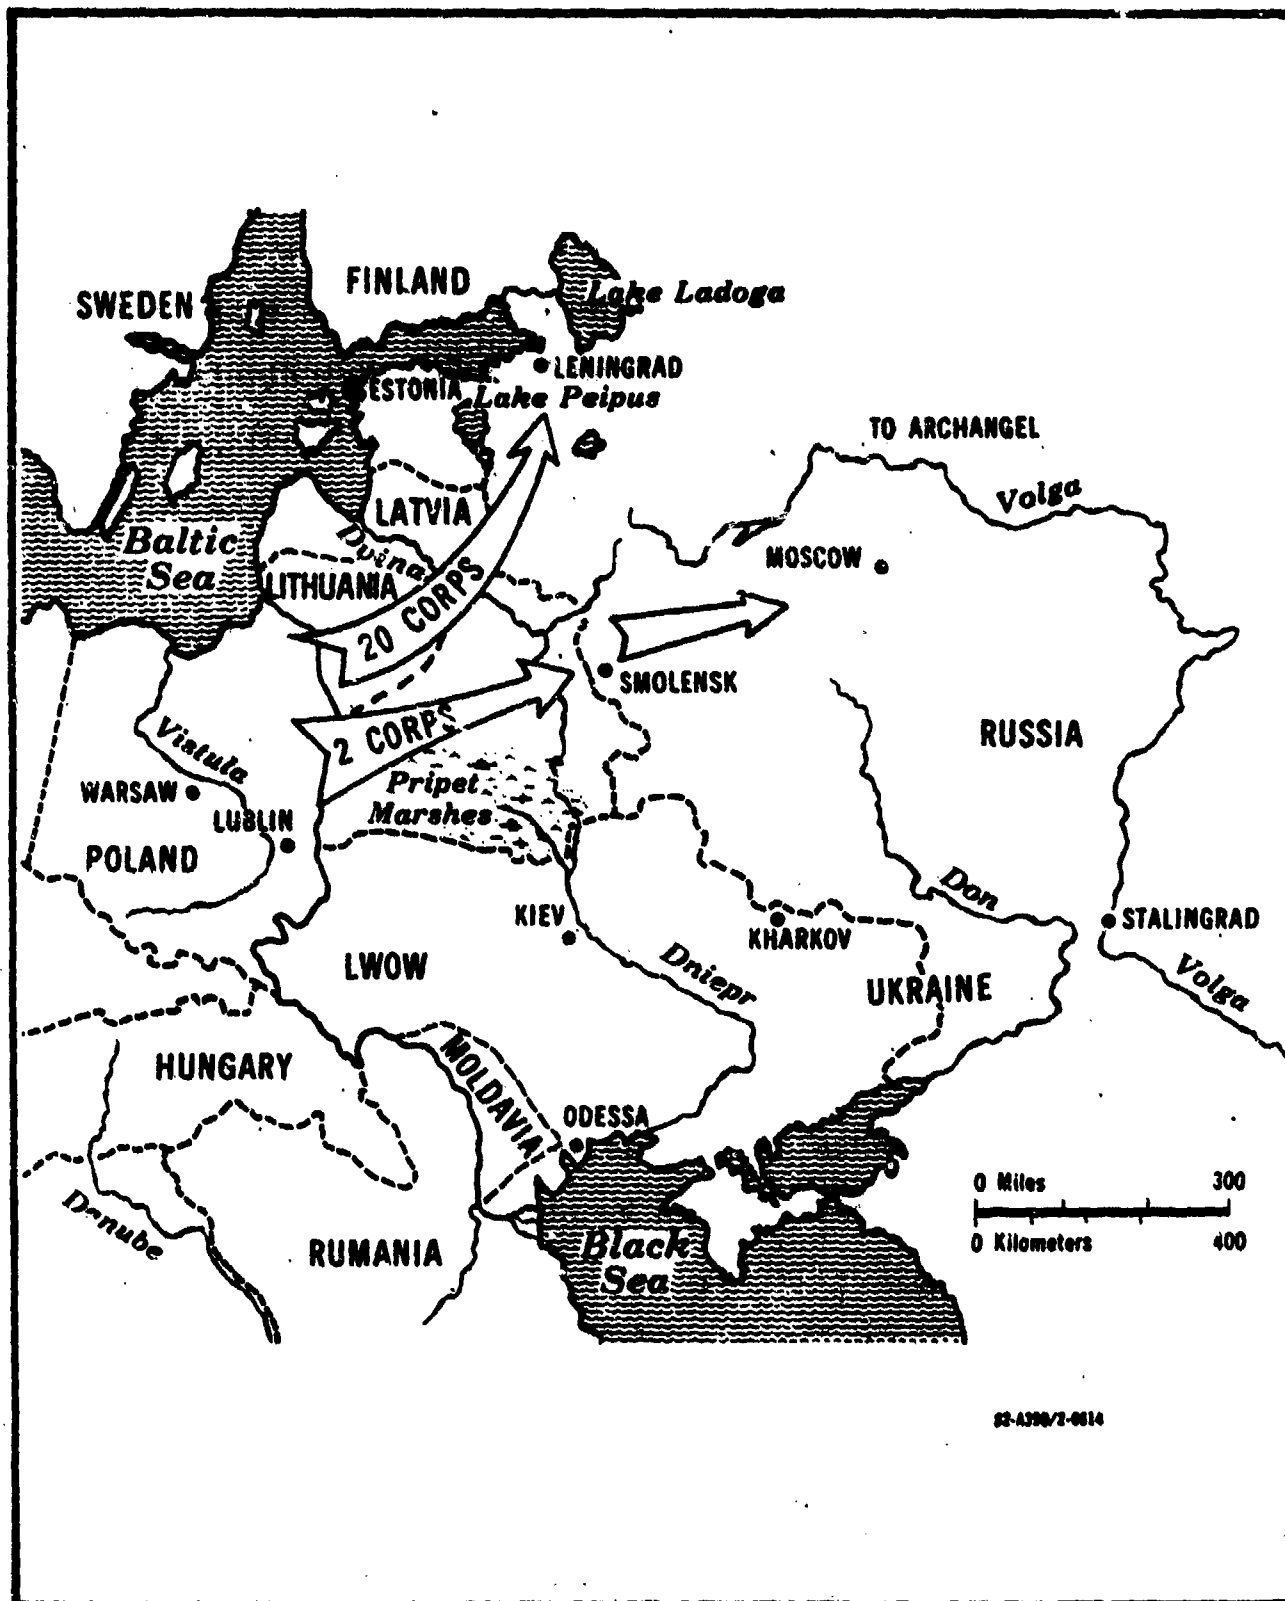 FINLAND
SWEDEN
Lake Ladoga
LENINGRAD
ESTONIA
Lake Peipus
TO ARCHANGEL
Volga
LATVIA
Baltic
Sea
Dvina
MOSCOW
LITHUANIA
20 CORPS
SMOLENSK
2 CORPS
RUSSIA
Vistula
Pripet
Marshes
WARSAW
LUBLIN
POLAND
Don
KIEV
KHARKOV
STALINGRAD
LWOW
Dniepr
UKRAINE
Volga
HUNGARY
MOLDAVIA
ODESSA
0 Miles 300
Danube
RUMANIA
Black
Sea
0 Kilometers 400